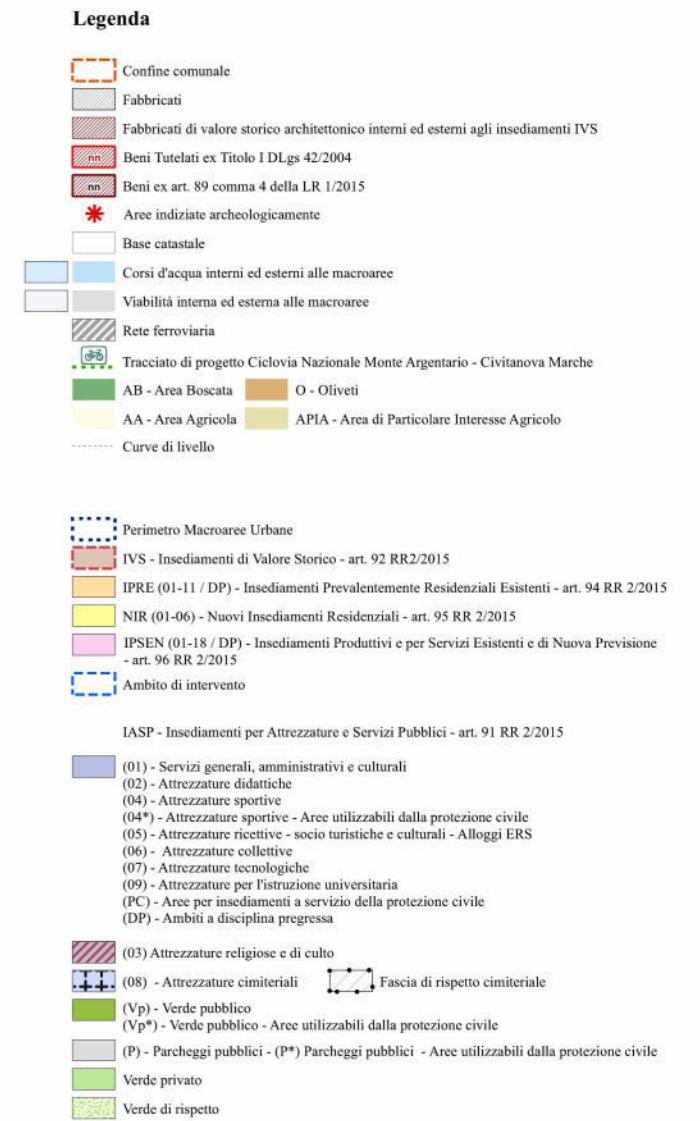 Legenda
Confine comunale
Fabbricati
Fabbricati di valore storico architettonico interni ed esterni agli insediamenti IVS
nn Beni Tutelati ex Titolo I DLgs 42/2004
nn Beni ex art. 89 comma 4 della LR 1/2015
Aree indiziate archeologicamente
Base catastale
Corsi d'acqua interni ed esterni alle macroaree
Viabilità interna ed esterna alle macroaree
Rete ferroviaria
Tracciato di progetto Ciclovia Nazionale Monte Argentario - Civitanova Marche
AB - Area Boscata O - Oliveti
AA - Area Agricola APIA - Area di Particolare Interesse Agricolo
Curve di livello
Perimetro Macroaree Urbane
IVS - Insediamenti di Valore Storico - art. 92 RR2/2015
IPRE (01-11 / DP) - Insediamenti Prevalentemente Residenziali Esistenti - art. 94 RR 2/2015
NIR (01-06) - Nuovi Insediamenti Residenziali - art. 95 RR 2/2015
IPSEN (01-18 / DP) - Insediamenti Produttivi e per Servizi Esistenti e di Nuova Previsione
- art. 96 RR 2/2015
Ambito di intervento
IASP - Insediamenti per Attrezzature e Servizi Pubblici - art. 91 RR 2/2015
(01) - Servizi generali, amministrativi e culturali
(02) - Attrezzature didattiche
(04) - Attrezzature sportive
(04*) - Attrezzature sportive - Aree utilizzabili dalla protezione civile
(05) - Attrezzature ricettive - socio turistiche e culturali - Alloggi ERS
(06) - Attrezzature collettive
(07) - Attrezzature tecnologiche
(09) - Attrezzature per l'istruzione universitaria
(PC) - Aree per insediamenti a servizio della protezione civile
(DP) - Ambiti a disciplina pregressa
(03) Attrezzature religiose e di culto
(08) - Attrezzature cimiteriali Fascia di rispetto cimiteriale
(Vp) - Verde pubblico
(Vp*) - Verde pubblico - Aree utilizzabili dalla protezione civile
(P) - Parcheggi pubblici - (P*) Parcheggi pubblici - Aree utilizzabili dalla protezione civile
Verde privato
Verde di rispetto